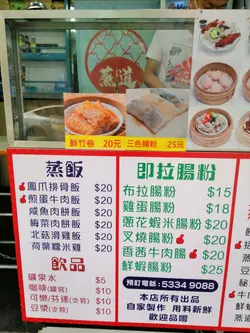 蒸道
鮮竹卷 20元 三色腸粉 25元
蒸飯
鳳爪排骨飯 $20
煎蛋牛肉飯 $20
咸魚肉餅飯 $20
梅菜肉餅飯 $20
北菇滑雞飯 $20
荷葉糯米雞 $20
飲品
礦泉水 $5
咖啡(罐裝) $10
可樂/芬達(支裝) $10
豆漿(支裝) $10
即拉腸粉
布拉腸粉 $15
雞蛋腸粉 $18
蔥花蝦米腸粉 $20
叉燒腸粉 $20
香茜牛肉腸 $20
鮮蝦腸粉 $25
預訂電話:5334 9088
本店所有出品
自家製作 用料新鮮
歡迎品嚐